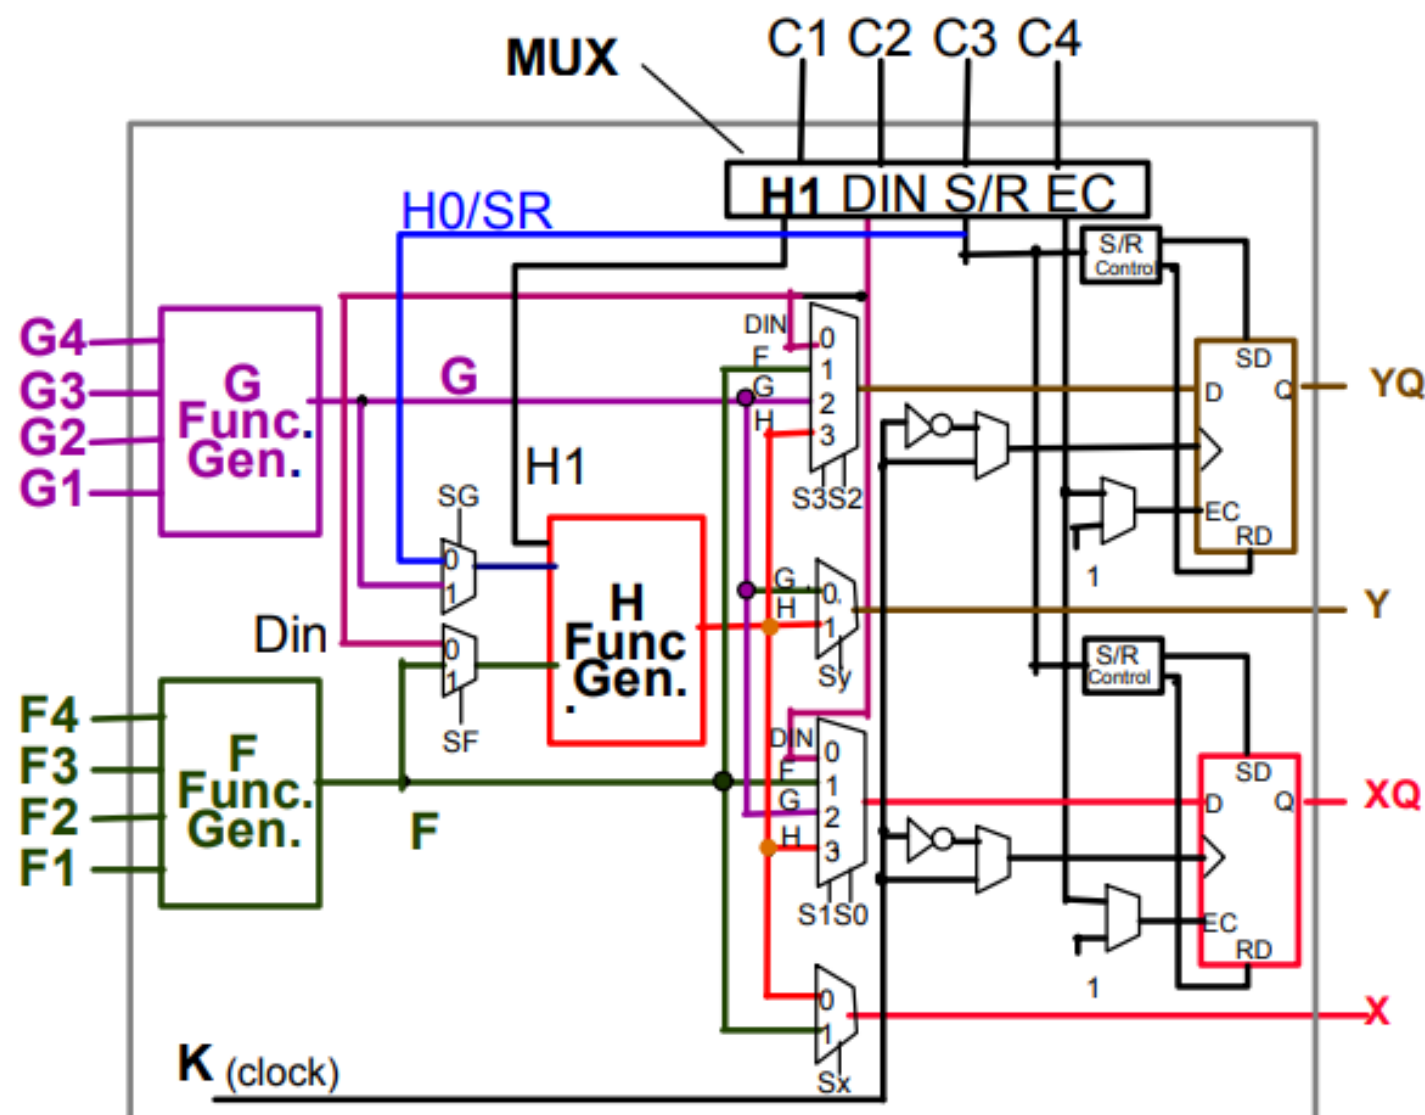 C1 C2 C3 C4
MUX
H1 DIN S/R EC
H0/SR
S/R
Control
G4
G3
G2
G1
G
Func.
Gen.
G
DIN
0
F
1
G
2
H
3
S3S2
SD
D
Q
YQ
EC
RD
1
H1
SG
0
1
Din
0
1
SF
H
Func
Gen.
.
G
0.
H
1
Sy
Y
S/R
Control
F4
F3
F2
F1
F
Func.
Gen.
F
DIN
0
F
1
G
2
H
3
S1S0
SD
D
Q
XQ
EC
RD
1
0
1
Sx
X
K (clock)